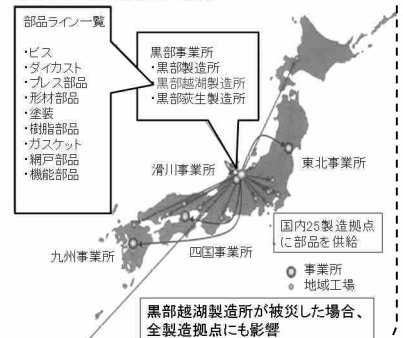 部品ライン一覧
・ビス
・ダイカスト
・プレス部品
・形材部品
・塗装
・樹脂部品
・ガスケット
・網戸部品
・機能部品
黒部事業所
・黒部製造所
・黒部越湖製造所
・黒部荻生製造所
滑川事業所
東北事業所
国内25製造拠点
に部品を供給
四国事業所
九州事業所
事業所
地域工場
黒部越湖製造所が被災した場合、
全製造拠点にも影響